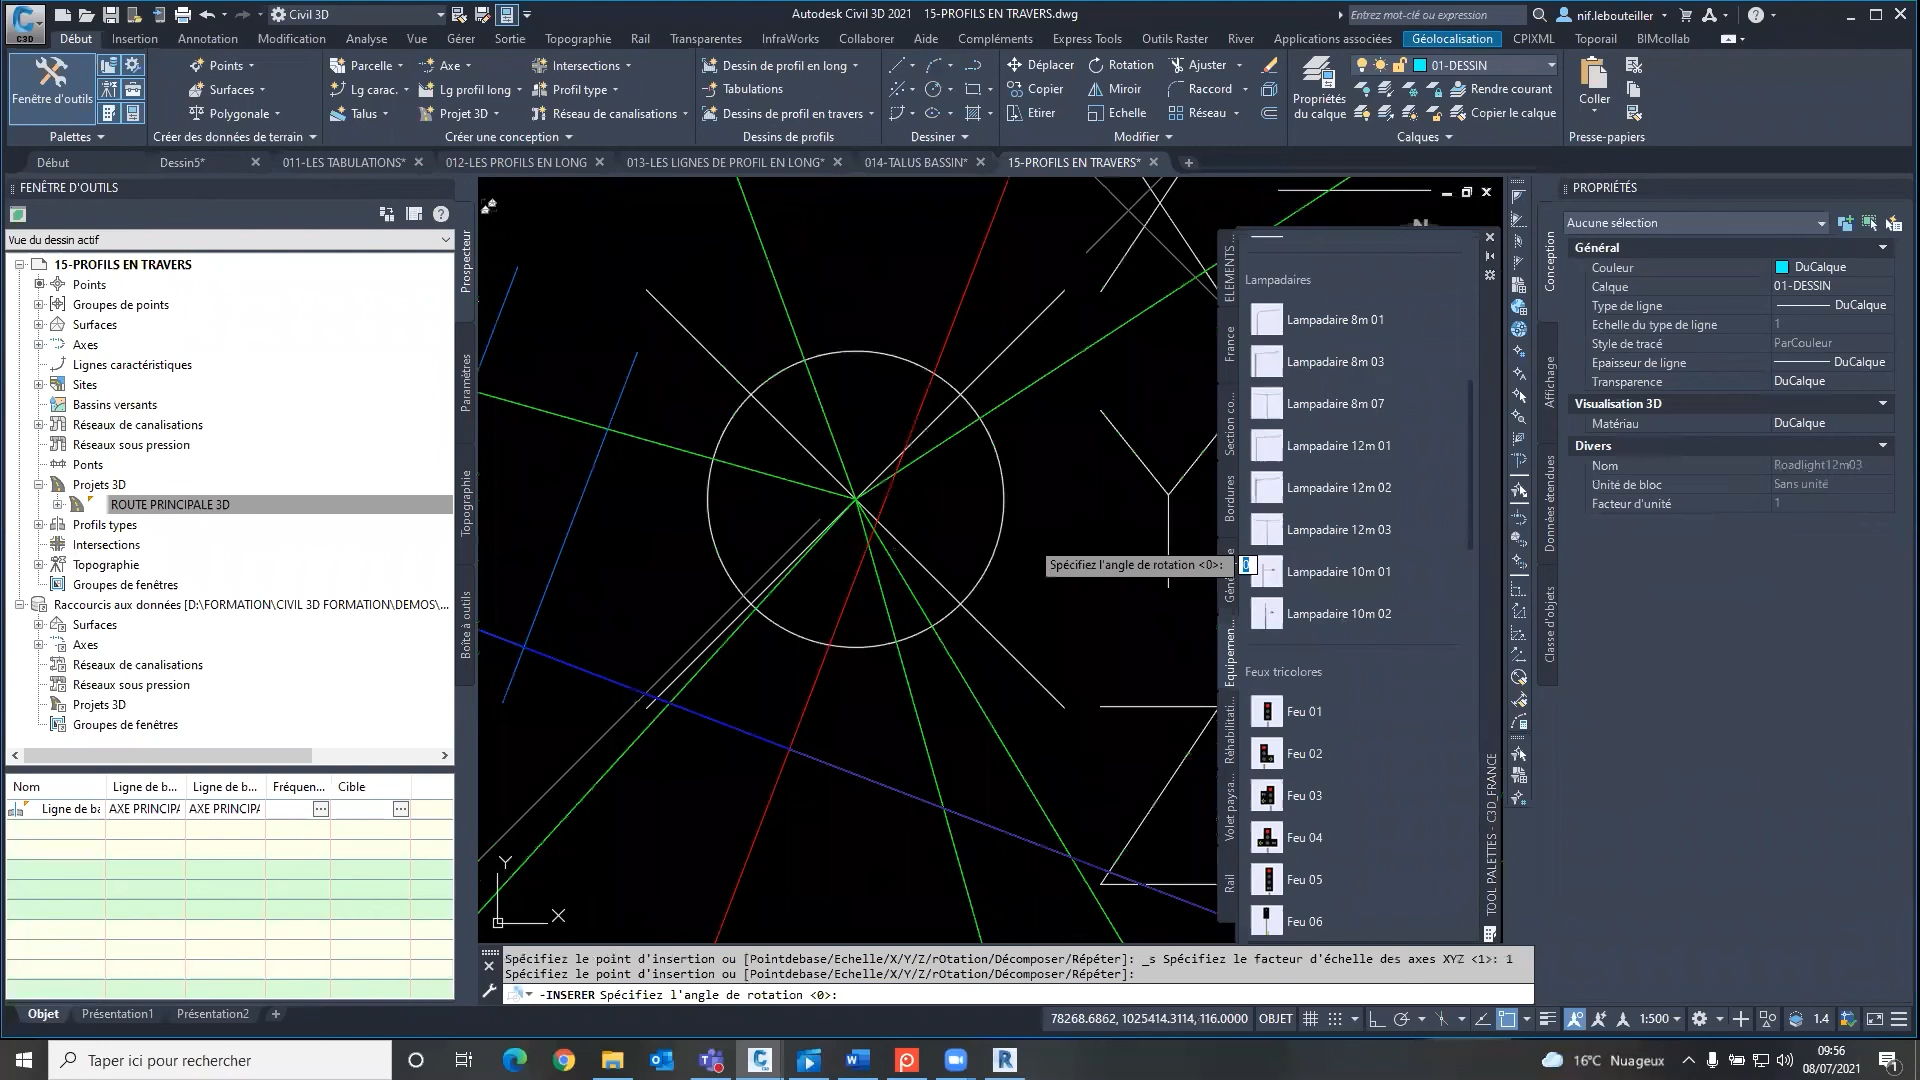 Civil 3D
Autodesk Civil 3D 2021 15-PROFILS EN TRAVERS.dwg
Entrez mot-clé ou expression
nif.lebouteiller
C3D
Début Insertion Annotation Modification Analyse Vue Gérer Sortie Topographie Rail Transparentes InfraWorks Collaborer Aide Compléments Express Tools Outils Raster River Applications associées Géolocalisation CPIXML Toporail BIMcollab
Points Parcelle Axe Intersections Dessin de profil en long Déplacer Rotation Ajuster 01-DESSIN
Fenêtre d'outils Surfaces Lg carac. Lg profil long Profil type Tabulations Copier Miroir Raccord Propriétés du calque Rendre courant Coller
Polygonale Talus Projet 3D Réseau de canalisations Dessins de profil en travers Etirer Echelle Réseau Copier le calque
Palettes Créer des données de terrain Créer une conception Dessins de profils Dessiner Modifier Calques Presse-papiers
Début Dessin5* 011-LES TABULATIONS* 012-LES PROFILS EN LONG 013-LES LIGNES DE PROFIL EN LONG* 014-TALUS BASSIN* 15-PROFILS EN TRAVERS*
FENÊTRE D'OUTILS
Vue du dessin actif
15-PROFILS EN TRAVERS
Points
Groupes de points
Surfaces
Axes
Lignes caractéristiques
Sites
Bassins versants
Réseaux de canalisations
Réseaux sous pression
Ponts
Projets 3D
ROUTE PRINCIPALE 3D
Profils types
Intersections
Topographie
Groupes de fenêtres
Raccourcis aux données [D:\FORMATION\CIVIL 3D FORMATION\DEMOS\...
Surfaces
Axes
Réseaux de canalisations
Réseaux sous pression
Projets 3D
Groupes de fenêtres
Prospecteur
Paramètres
Topographie
Boîte à outils
Nom Ligne de b... Ligne de b... Fréquen... Cible
Ligne de ba AXE PRINCIPA AXE PRINCIPA
Objet Présentation1 Présentation2
Y
X
Spécifiez l'angle de rotation <0>: 0
ELEMENTS
France
Section co...
Bordures
Equipemen...
Réhabilitati...
Volet paysa...
Rail
Lampadaires
Lampadaire 8m 01
Lampadaire 8m 03
Lampadaire 8m 07
Lampadaire 12m 01
Lampadaire 12m 02
Lampadaire 12m 03
Lampadaire 10m 01
Lampadaire 10m 02
Feux tricolores
Feu 01
Feu 02
Feu 03
Feu 04
Feu 05
Feu 06
TOOL PALETTES - C3D_FRANCE
Spécifiez le point d'insertion ou [Pointdebase/Echelle/X/Y/Z/rOtation/Décomposer/Répéter]: _s Spécifiez le facteur d'échelle des axes XYZ <1>: 1
Spécifiez le point d'insertion ou [Pointdebase/Echelle/X/Y/Z/rOtation/Décomposer/Répéter]:
-INSERER Spécifiez l'angle de rotation <0>:
78268.6862, 1025414.3114, -116.0000 OBJET 1:500 1.4
PROPRIÉTÉS
Aucune sélection
Général
Couleur DuCalque
Calque 01-DESSIN
Type de ligne DuCalque
Echelle du type de ligne 1
Style de tracé ParCouleur
Epaisseur de ligne DuCalque
Transparence DuCalque
Visualisation 3D
Matériau DuCalque
Divers
Nom Roadlight12m03
Unité de bloc Sans unité
Facteur d'unité 1
Conception
Affichage
Données étendues
Classe d'objets
Taper ici pour rechercher
16°C Nuageux
09:56
08/07/2021